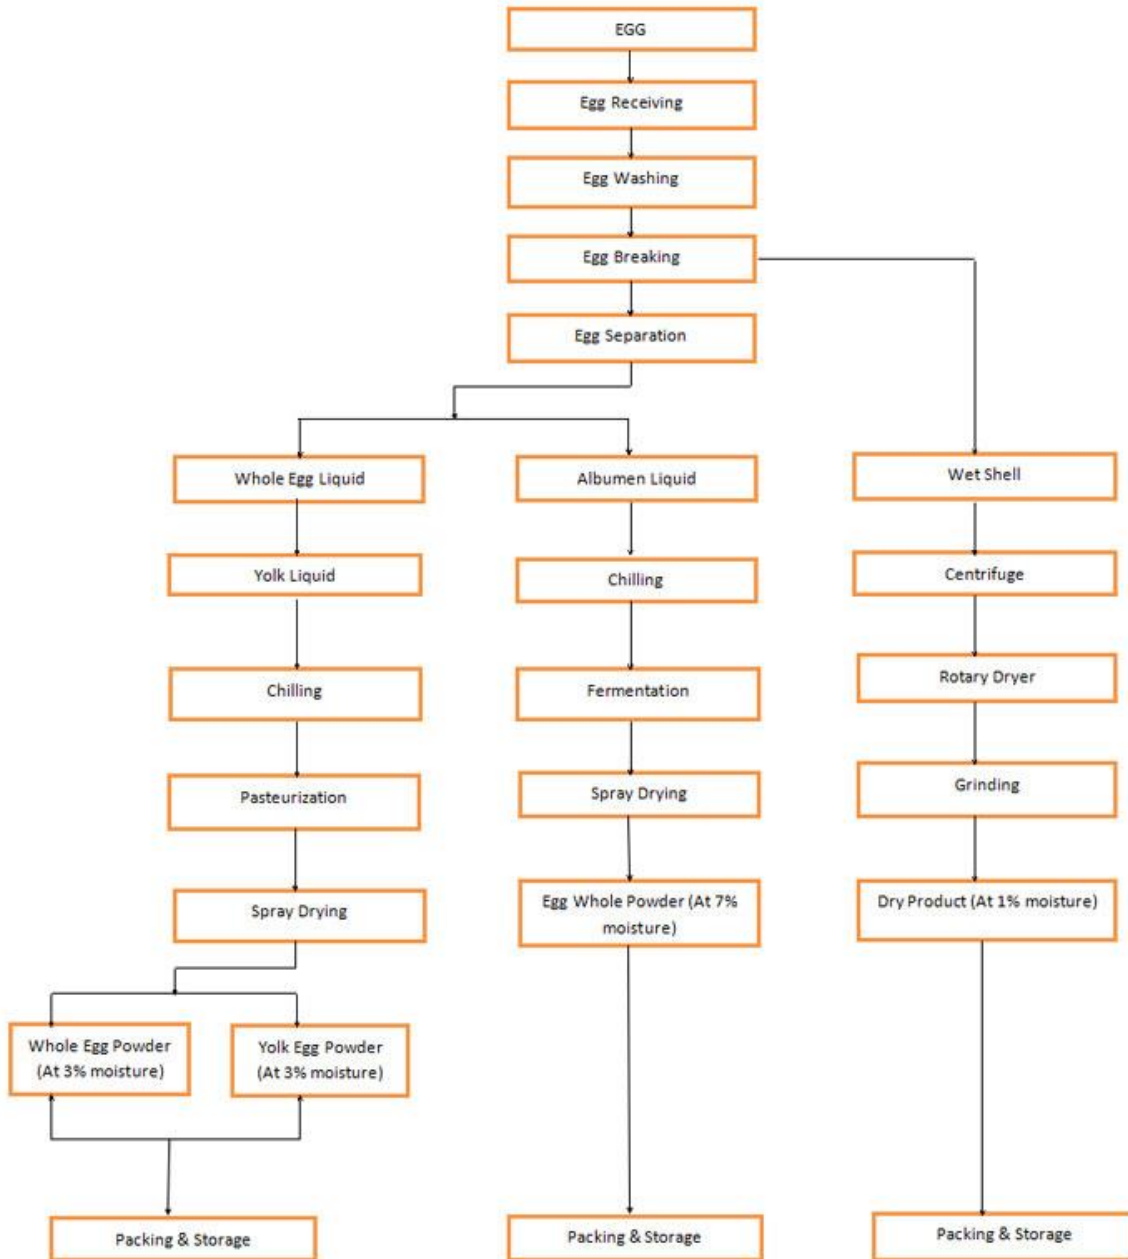 EGG
Egg Receiving
Egg Washing
Egg Breaking
Egg Separation
Whole Egg Liquid
Albumen Liquid
Wet Shell
Yolk Liquid
Chilling
Centrifuge
Chilling
Fermentation
Rotary Dryer
Pasteurization
Spray Drying
Grinding
Spray Drying
Egg Whole Powder (At 7%
moisture)
Dry Product (At 1% moisture)
Whole Egg Powder
(At 3% moisture)
Yolk Egg Powder
(At 3% moisture)
Packing & Storage
Packing & Storage
Packing & Storage